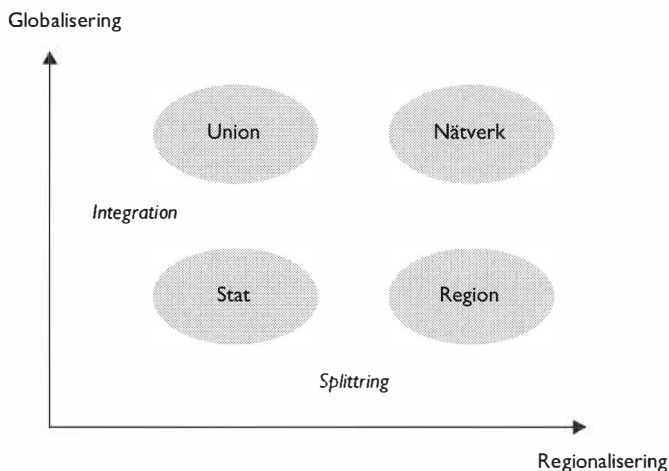 Globalisering
Union
Nätverk
Integration
Stat
Region
Splittring
Regionalisering